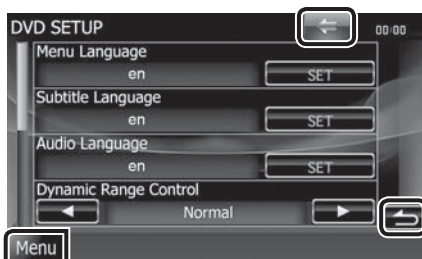 DVD SETUP 00:00
Menu Language
en SET
Subtitle Language
en SET
Audio Language
en SET
Dynamic Range Control
Normal
Menu